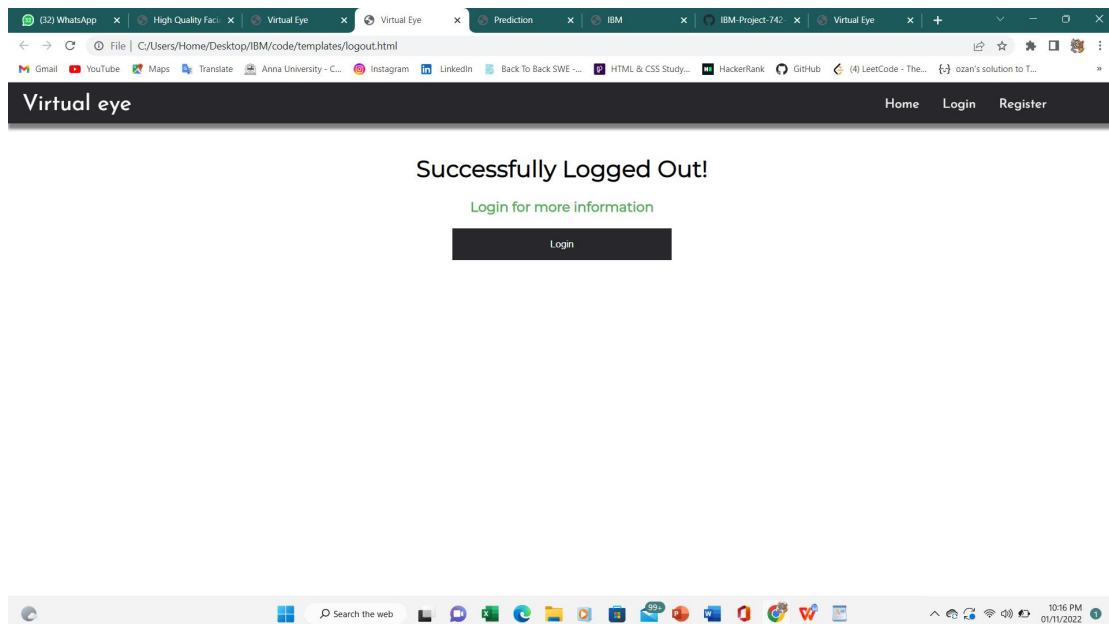 (32) WhatsApp High Quality Facia Virtual Eye Virtual Eye Prediction IBM IBM-Project-742- Virtual Eye
File C:/Users/Home/Desktop/IBM/code/templates/logout.html
Gmail YouTube Maps Translate Anna University - C... Instagram LinkedIn Back To Back SWE -... HTML & CSS Study... HackerRank GitHub (4) LeetCode - The... ozan's solution to T... »
Virtual eye Home Login Register
Successfully Logged Out!
Login for more information
Login
Search the web 99+ 10:16 PM
01/11/2022 1